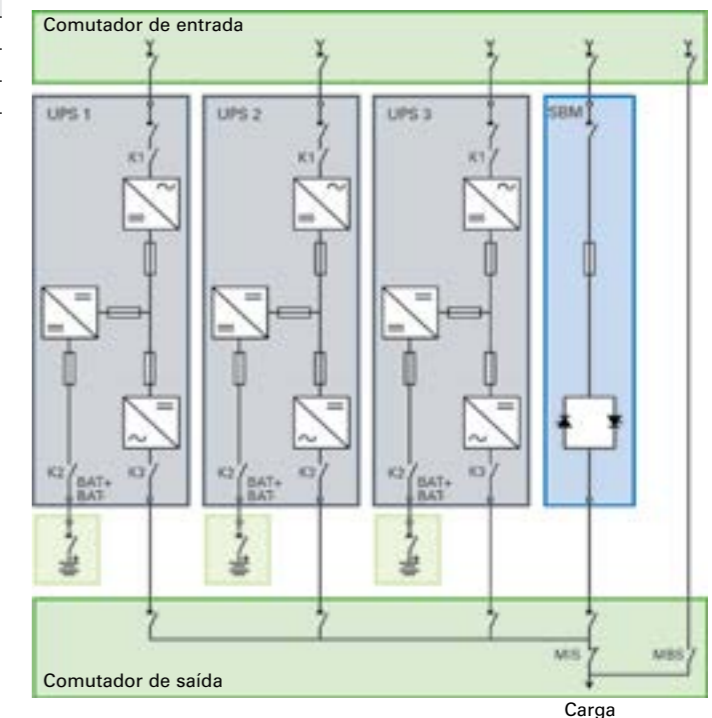 Comutador de entrada
UPS 1
UPS 2
UPS 3
SBM
K1
K1
K1
K2
BAT+
BAT-
K3
K2
BAT+
BAT-
K3
K2
BAT+
BAT-
K3
MIS
MBS
Comutador de saída
Carga